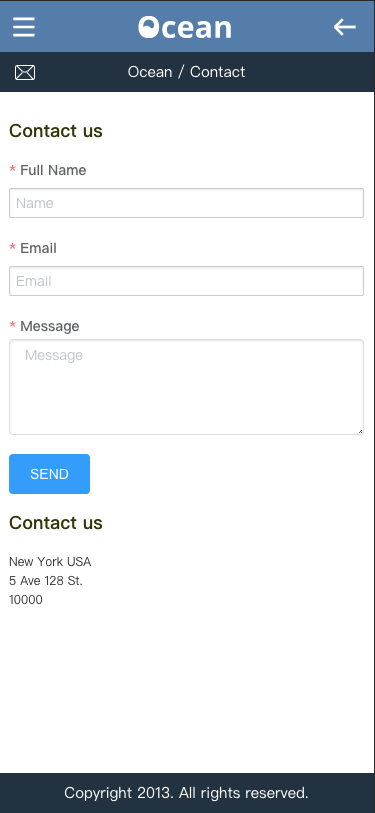 Ocean
Ocean / Contact
Contact us
* Full Name
Name
* Email
Email
* Message
Message
SEND
Contact us
New York USA
5 Ave 128 St.
10000
Copyright 2013. All rights reserved.